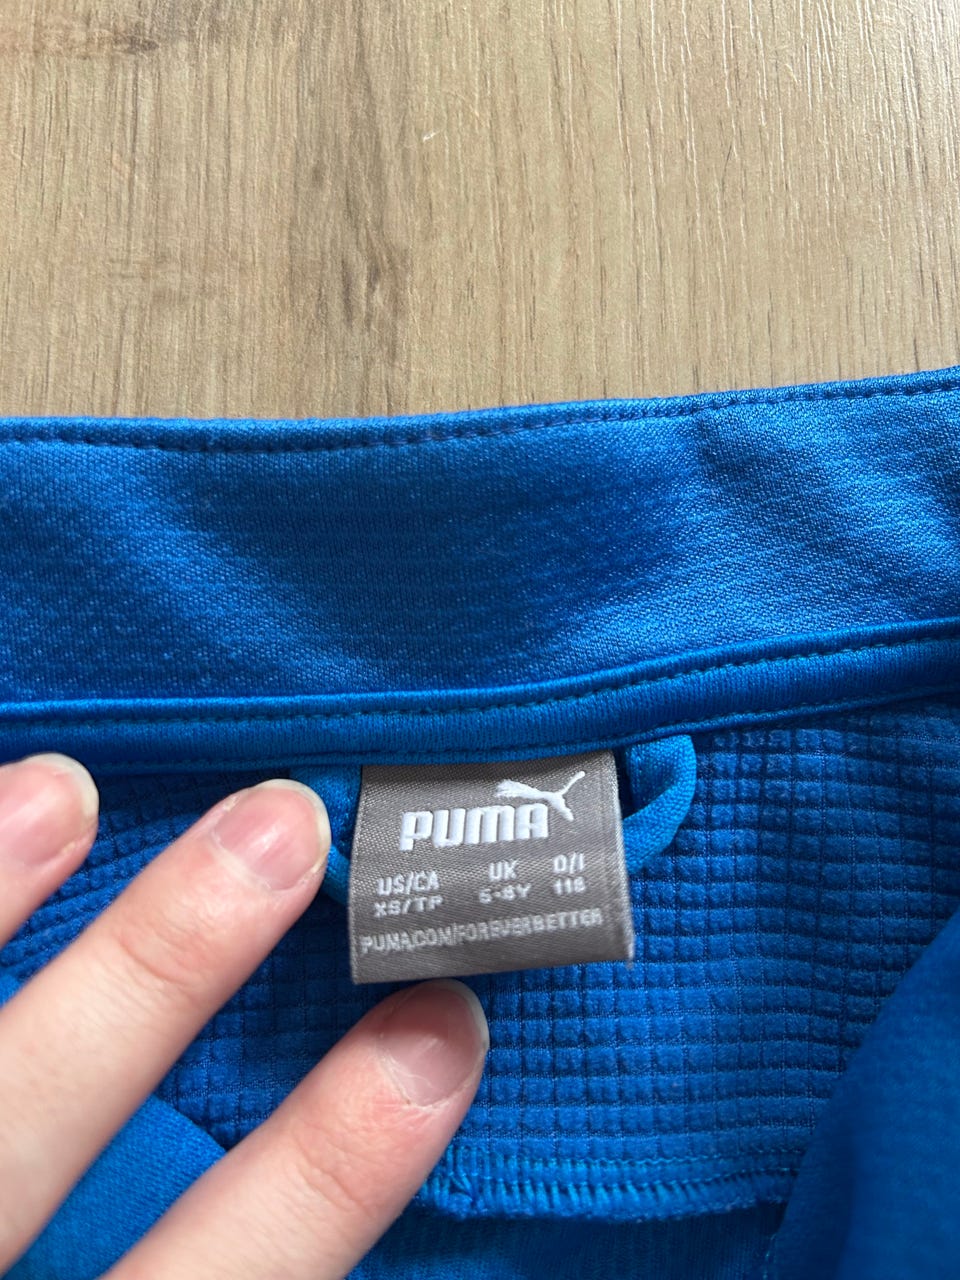 PUMA
US/CA UK D/I
XS/TP 5-6Y 116
PUMA.COM/FOREVERBETTER